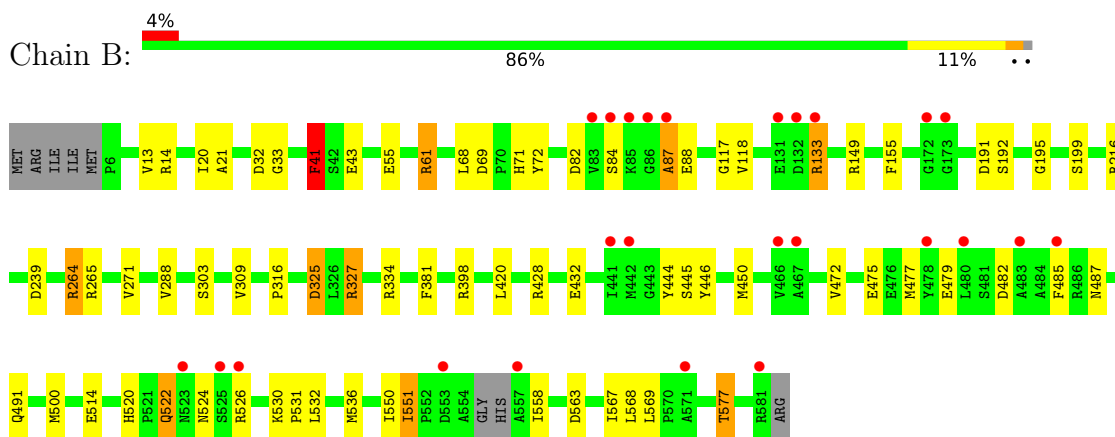 4%
Chain B:
86% 11% • •
MET ARG ILE ILE MET P6 V13 R14 I20 A21 D32 G33 F41 S42 E43 E55 R61 L68 D69 P70 H71 Y72 D82 V83 S84 K85 G86 A87 E88 G117 V118 E131 D132 R133 R149 F155 G172 G173 D191 S192 G195 S199
D239 R264 R265 V271 V288 S303 V309 P316 D325 L326 R327 R334 F381 R398 L420 R428 E432 I441 M442 G443 Y444 S445 Y446 M450 V466 A467 V472 E475 E476 M477 Y478 E479 L480 S481 D482 A483 A484 F485 R486 N487
Q491 M500 E514 H520 P521 Q522 N523 N524 S525 R526 K530 P531 L532 M536 I550 I551 P552 D553 A554 GLY HIS A557 I558 D563 I567 L568 L569 P570 A571 T577 R581 ARG